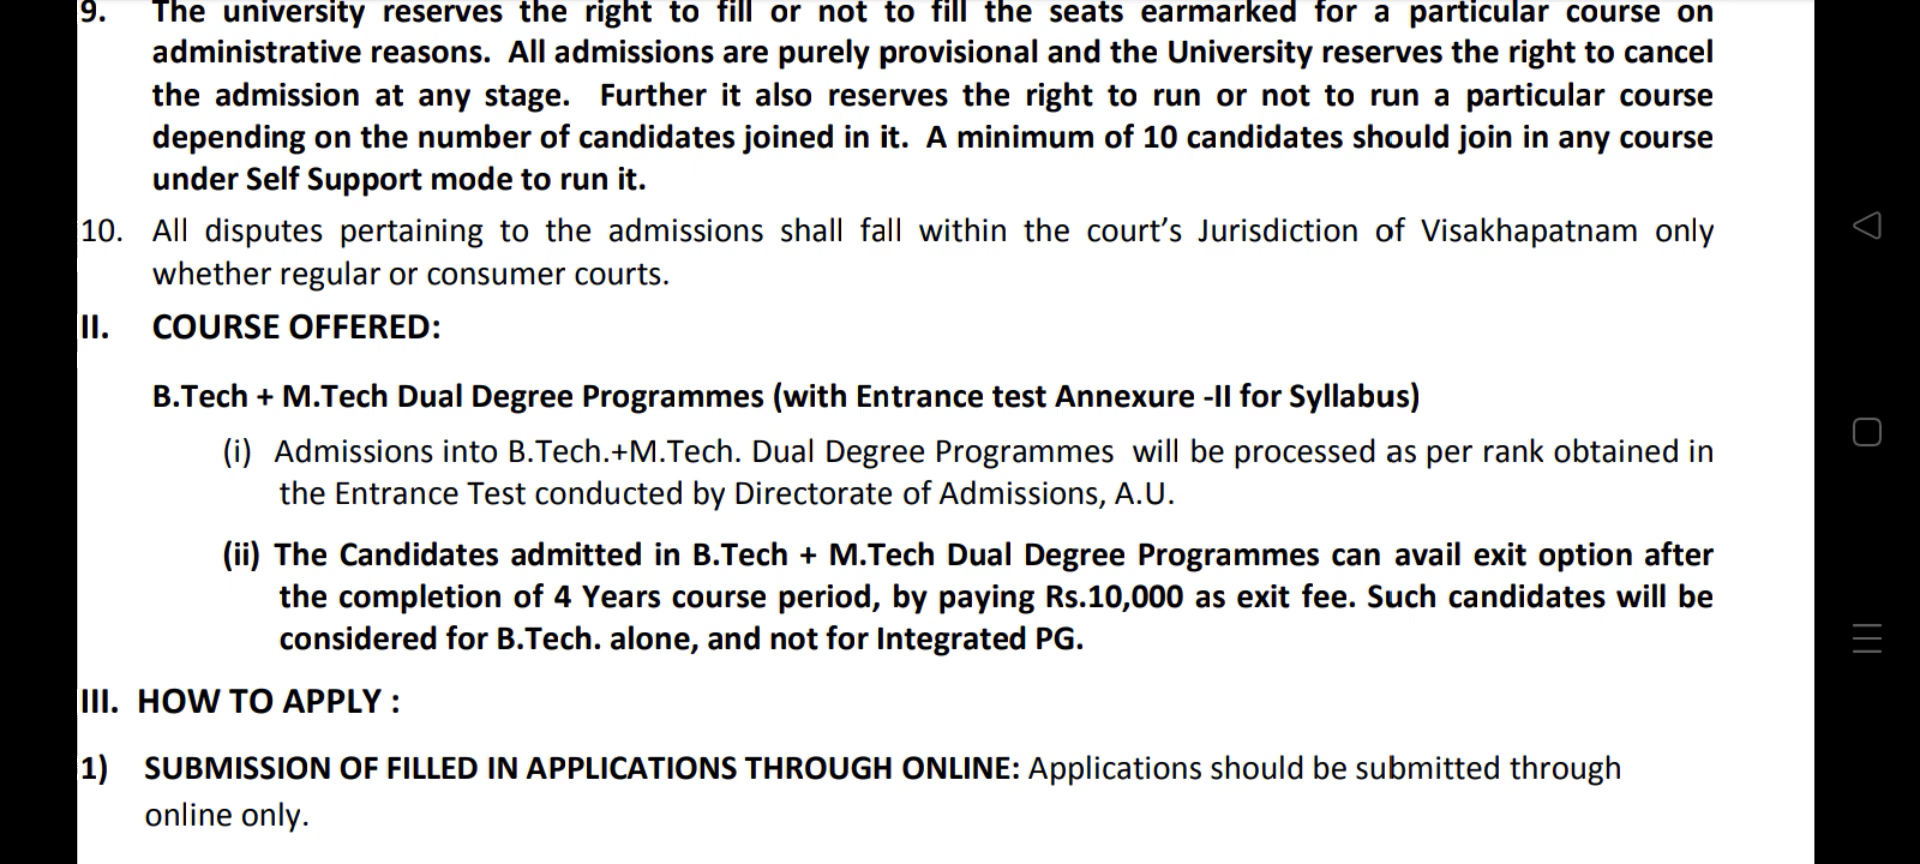 9. The university reserves the right to fill or not to fill the seats earmarked for a particular course on
administrative reasons. All admissions are purely provisional and the University reserves the right to cancel
the admission at any stage. Further it also reserves the right to run or not to run a particular course
depending on the number of candidates joined in it. A minimum of 10 candidates should join in any course
under Self Support mode to run it.
10. All disputes pertaining to the admissions shall fall within the court's Jurisdiction of Visakhapatnam only
whether regular or consumer courts.
II. COURSE OFFERED:
B.Tech + M.Tech Dual Degree Programmes (with Entrance test Annexure -II for Syllabus)
(i) Admissions into B.Tech.+M.Tech. Dual Degree Programmes will be processed as per rank obtained in
the Entrance Test conducted by Directorate of Admissions, A.U.
(ii) The Candidates admitted in B.Tech + M.Tech Dual Degree Programmes can avail exit option after
the completion of 4 Years course period, by paying Rs.10,000 as exit fee. Such candidates will be
considered for B.Tech. alone, and not for Integrated PG.
III. HOW TO APPLY :
1) SUBMISSION OF FILLED IN APPLICATIONS THROUGH ONLINE: Applications should be submitted through
online only.